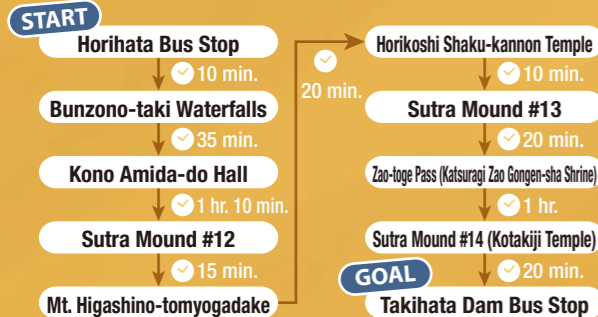 START
Horihata Bus Stop
10 min.
Bunzono-taki Waterfalls
35 min.
Kono Amida-do Hall
1 hr. 10 min.
Sutra Mound #12
15 min.
Mt. Higashino-tomyogadake
20 min.
Horikoshi Shaku-kannon Temple
10 min.
Sutra Mound #13
20 min.
Zao-toge Pass (Katsuragi Zao Gongen-sha Shrine)
1 hr.
Sutra Mound #14 (Kotakiji Temple)
20 min.
GOAL
Takihata Dam Bus Stop